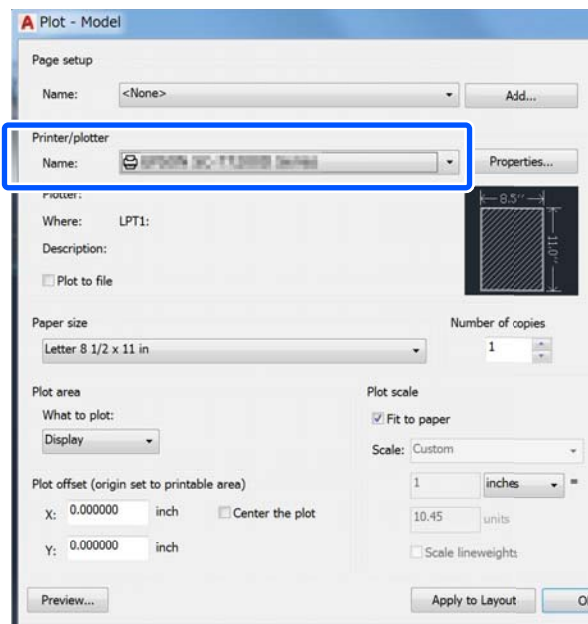 Plot - Model
Page setup
Name: <None> Add...
Printer/plotter
Name: Properties...
Plotter:
Where: LPT1:
Description:
Plot to file
8.5''
11.0''
Paper size
Letter 8 1/2 x 11 in
Number of copies
1
Plot area
What to plot:
Display
Plot scale
Fit to paper
Scale: Custom
1 inches =
10.45 units
Scale lineweights
Plot offset (origin set to printable area)
X: 0.000000 inch Center the plot
Y: 0.000000 inch
Preview... Apply to Layout